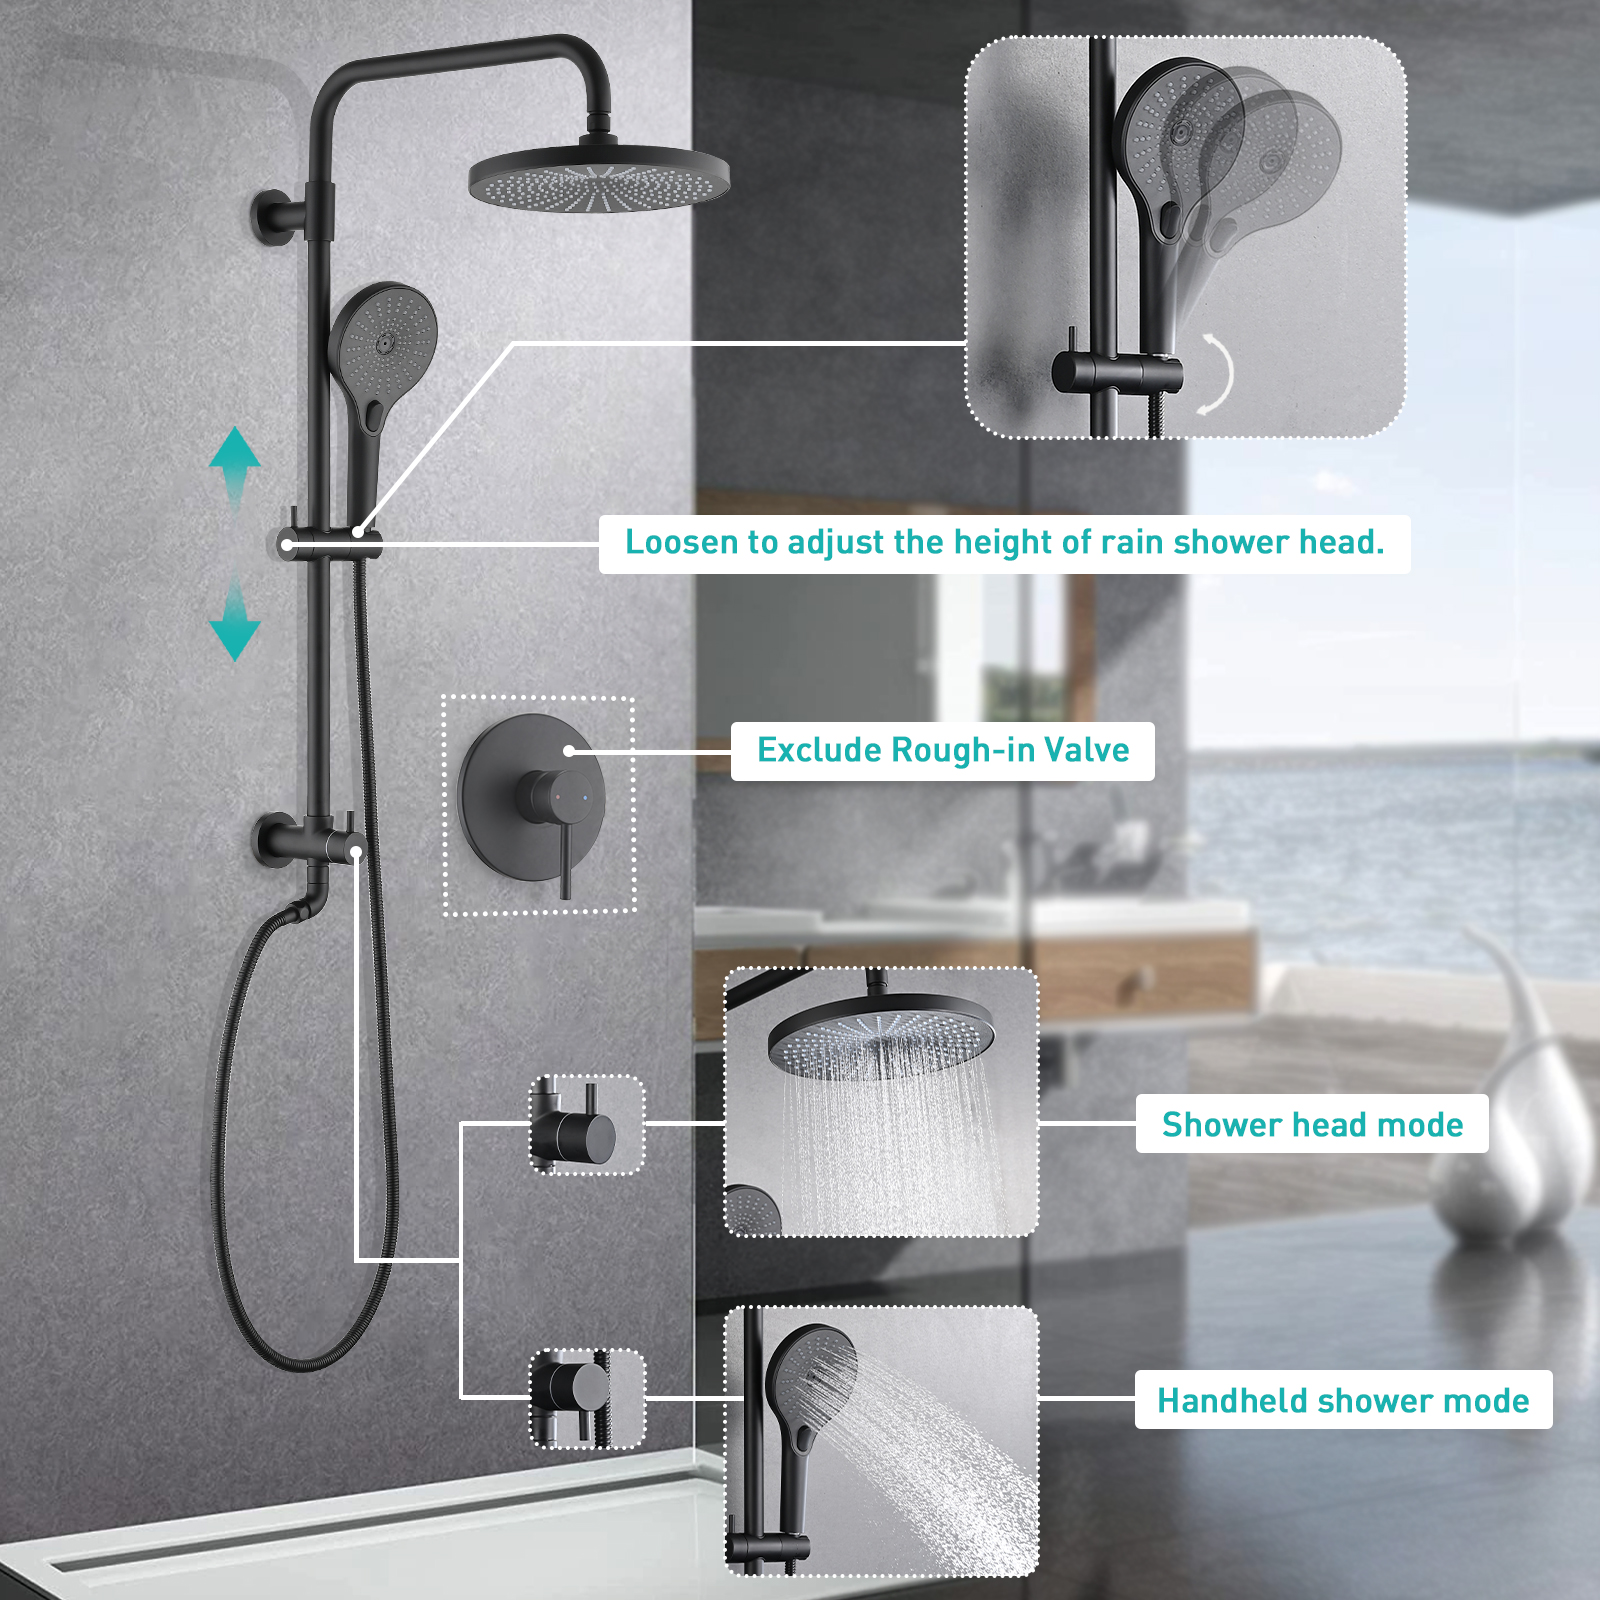 Loosen to adjust the height of rain shower head.
Exclude Rough-in Valve
Shower head mode
Handheld shower mode